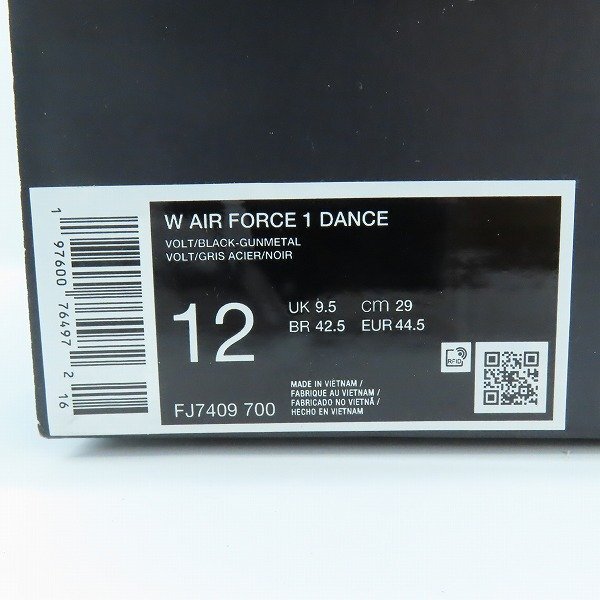 W AIR FORCE 1 DANCE
VOLT/BLACK-GUNMETAL
VOLT/GRIS ACIER/NOIR
12
UK 9.5 cm 29
BR 42.5 EUR 44.5
RFID
FJ7409 700
MADE IN VIETNAM /
FABRIQUE AU VIETNAM /
FABRICADO NO VIETNÃ /
HECHO EN VIETNAM
1 97600 76497 2 16